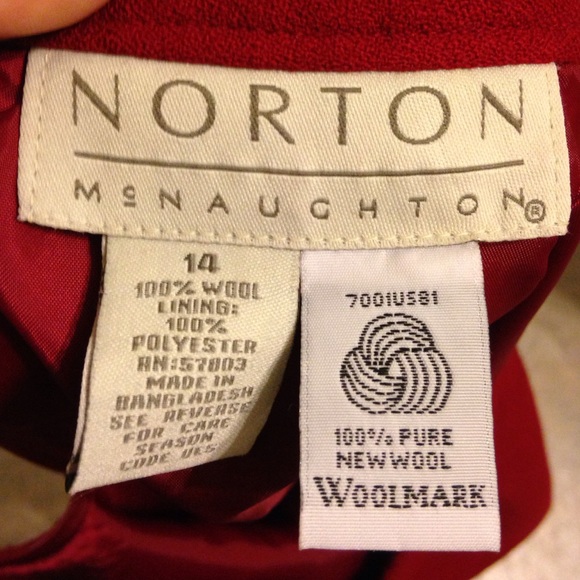 NORTON
McNAUGHTON®
14
100% WOOL
LINING:
100%
POLYESTER
RN:57803
MADE IN
BANGLADESH
SEE REVERSE
FOR CARE
SEASON
CODE
7001US81
100% PURE
NEW WOOL
WOOLMARK